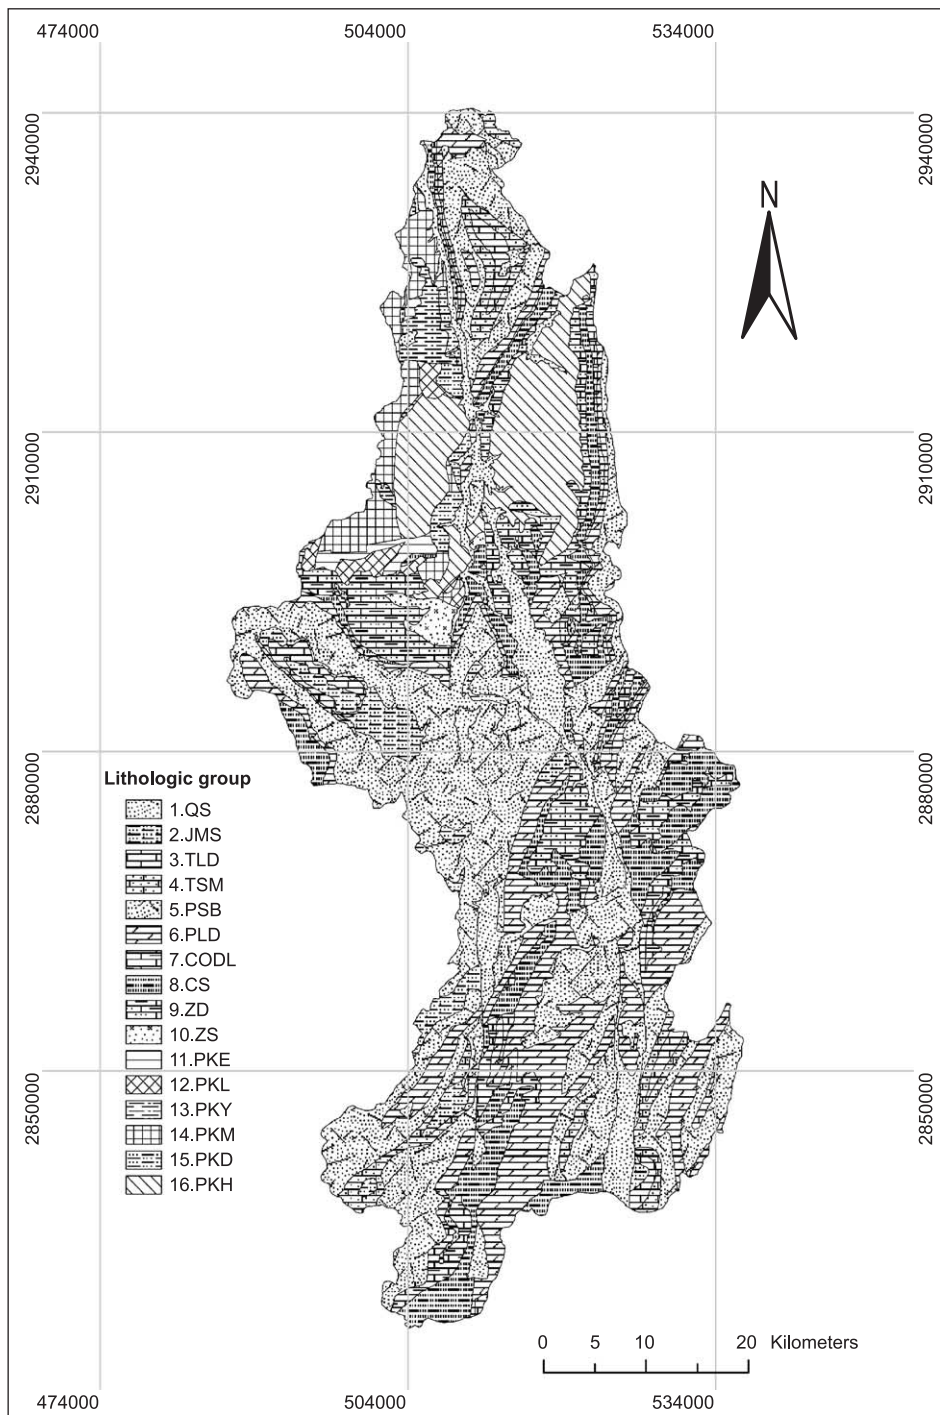 474000 504000 534000
2940000 2940000
N
2910000 2910000
2880000 2880000
Lithologic group
1.QS
2.JMS
3.TLD
4.TSM
5.PSB
6.PLD
7.CODL
8.CS
9.ZD
10.ZS
11.PKE
12.PKL
13.PKY
14.PKM
15.PKD
16.PKH
2850000 2850000
0 5 10 20 Kilometers
474000 504000 534000